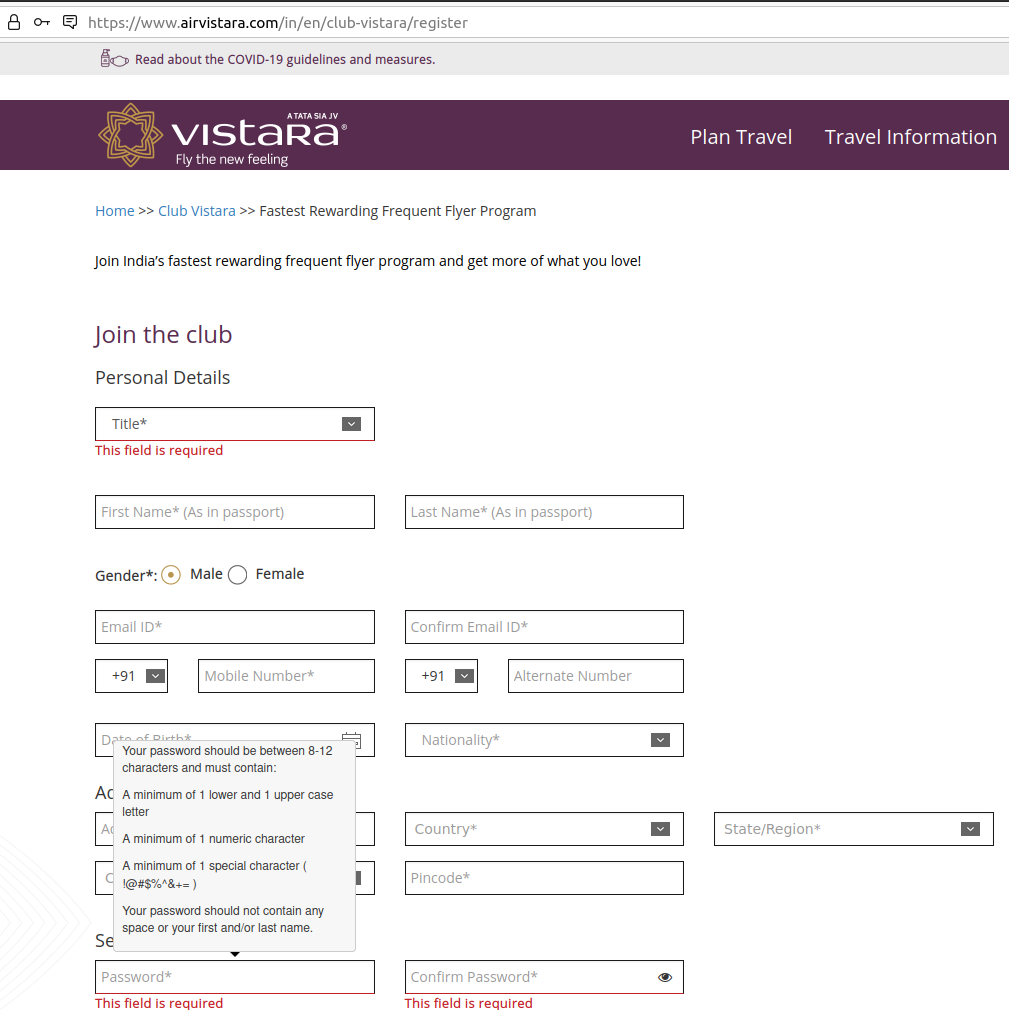 https://www.airvistara.com/in/en/club-vistara/register
Read about the COVID-19 guidelines and measures.
A TATA SIA JV
vistara®
Fly the new feeling
Plan Travel Travel Information
Home >> Club Vistara >> Fastest Rewarding Frequent Flyer Program
Join India's fastest rewarding frequent flyer program and get more of what you love!
Join the club
Personal Details
Title*
This field is required
First Name* (As in passport) Last Name* (As in passport)
Gender*: Male Female
Email ID* Confirm Email ID*
+91 Mobile Number* +91 Alternate Number
Date of Birth* Nationality*
Your password should be between 8-12
characters and must contain:
A minimum of 1 lower and 1 upper case
letter
A minimum of 1 numeric character
A minimum of 1 special character (
!@#$%^&+= )
Your password should not contain any
space or your first and/or last name.
Country* State/Region*
Pincode*
Password* Confirm Password*
This field is required This field is required